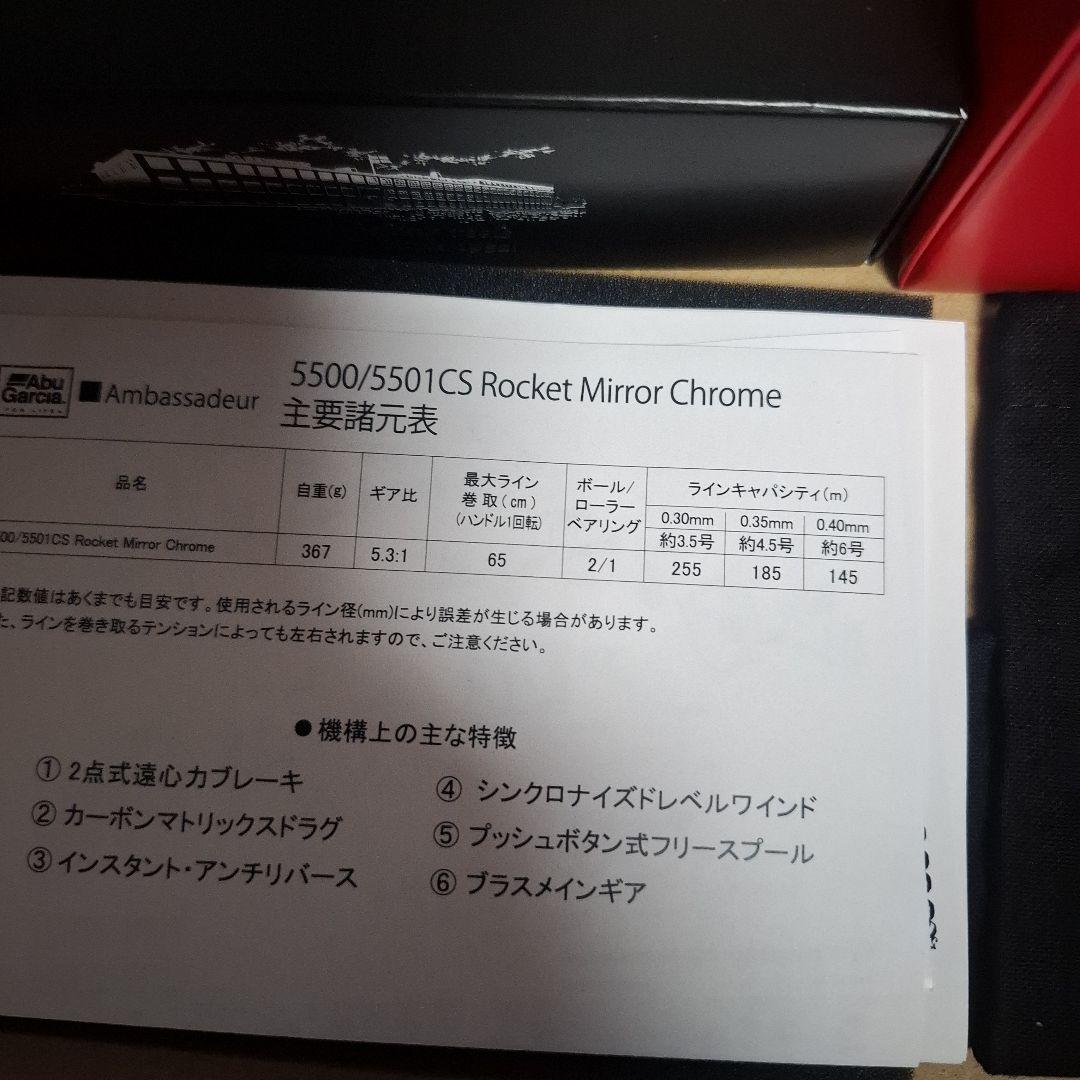 Abu Garcia.
FOR LIFE.
■Ambassadeur
5500/5501CS Rocket Mirror Chrome
主要諸元表
品名
自重(g)
ギア比
最大ライン
巻取(cm)
(ハンドル1回転)
ボール/
ローラー
ベアリング
ラインキャパシティ(m)
0.30mm 0.35mm 0.40mm
約3.5号 約4.5号 約6号
00/5501CS Rocket Mirror Chrome 367 5.3:1 65 2/1 255 185 145
記数値はあくまでも目安です。使用されるライン径(mm)により誤差が生じる場合があります。
た、ラインを巻き取るテンションによっても左右されますので、ご注意ください。
●機構上の主な特徴
① 2点式遠心力ブレーキ
② カーボンマトリックスドラグ
③ インスタント・アンチリバース
④ シンクロナイズドレベルワインド
⑤ プッシュボタン式フリースプール
⑥ ブラスメインギア